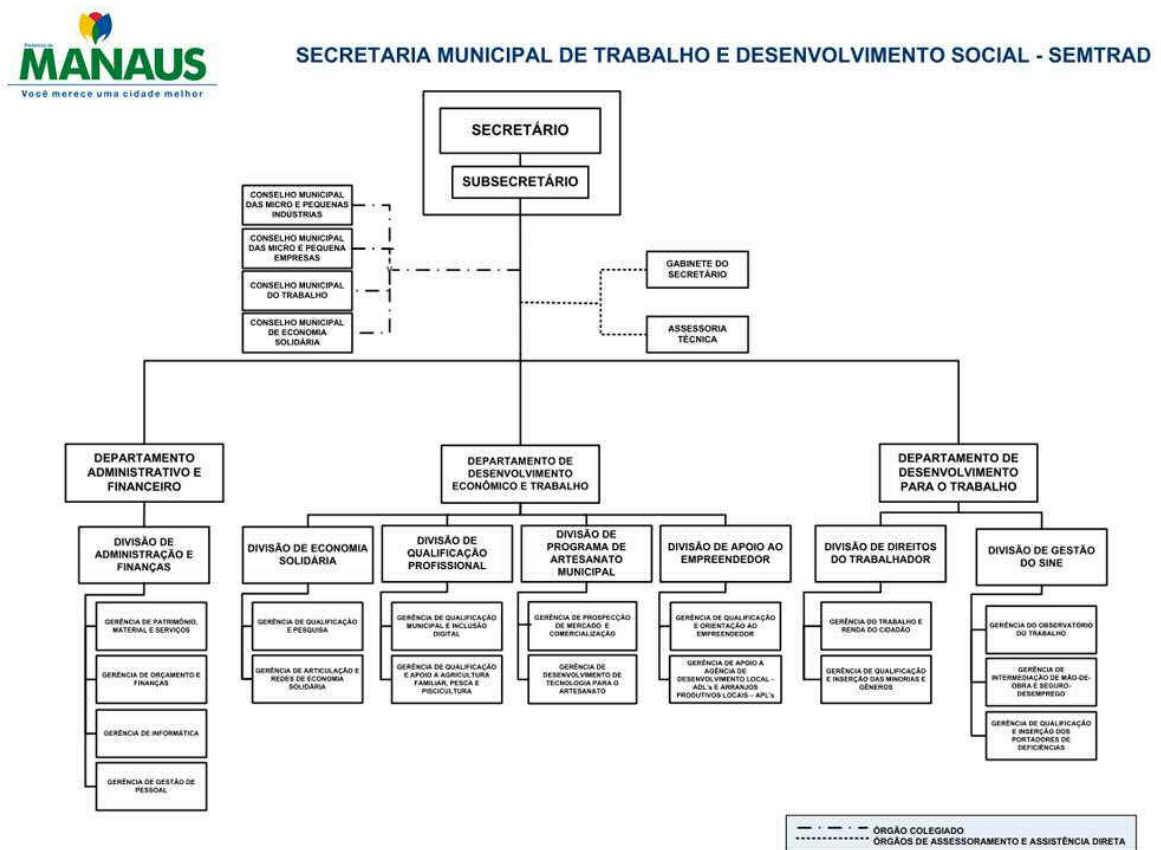 Prefeitura de
MANAUS
Você merece uma cidade melhor
SECRETARIA MUNICIPAL DE TRABALHO E DESENVOLVIMENTO SOCIAL - SEMTRAD
SECRETÁRIO
SUBSECRETÁRIO
CONSELHO MUNICIPAL
DAS MICRO E PEQUENAS
INDÚSTRIAS
CONSELHO MUNICIPAL
DAS MICRO E PEQUENA
EMPRESAS
CONSELHO MUNICIPAL
DO TRABALHO
CONSELHO MUNICIPAL
DE ECONOMIA
SOLIDÁRIA
GABINETE DO
SECRETÁRIO
ASSESSORIA
TÉCNICA
DEPARTAMENTO
ADMINISTRATIVO E
FINANCEIRO
DEPARTAMENTO DE
DESENVOLVIMENTO
ECONÔMICO E TRABALHO
DEPARTAMENTO DE
DESENVOLVIMENTO
PARA O TRABALHO
DIVISÃO DE
ADMINISTRAÇÃO E
FINANÇAS
DIVISÃO DE ECONOMIA
SOLIDÁRIA
DIVISÃO DE
QUALIFICAÇÃO
PROFISSIONAL
DIVISÃO DE
PROGRAMA DE
ARTESANATO
MUNICIPAL
DIVISÃO DE APOIO AO
EMPREENDEDOR
DIVISÃO DE DIREITOS
DO TRABALHADOR
DIVISÃO DE GESTÃO
DO SINE
GERÊNCIA DE PATRIMÔNIO,
MATERIAL E SERVIÇOS
GERÊNCIA DE ORÇAMENTO E
FINANÇAS
GERÊNCIA DE INFORMÁTICA
GERÊNCIA DE GESTÃO DE
PESSOAL
GERÊNCIA DE QUALIFICAÇÃO
E PESQUISA
GERÊNCIA DE ARTICULAÇÃO E
REDES DE ECONOMIA
SOLIDÁRIA
GERÊNCIA DE QUALIFICAÇÃO
MUNICIPAL E INCLUSÃO
DIGITAL
GERÊNCIA DE QUALIFICAÇÃO
E APOIO A AGRICULTURA
FAMILIAR, PESCA E
PISCICULTURA
GERÊNCIA DE PROSPECÇÃO
DE MERCADO E
COMERCIALIZAÇÃO
GERÊNCIA DE
DESENVOLVIMENTO DE
TECNOLOGIA PARA O
ARTESANATO
GERÊNCIA DE QUALIFICAÇÃO
E ORIENTAÇÃO AO
EMPREENDEDOR
GERÊNCIA DE APOIO A
AGÊNCIA DE
DESENVOLVIMENTO LOCAL –
ADL's E ARRANJOS
PRODUTIVOS LOCAIS – APL's
GERÊNCIA DO TRABALHO E
RENDA DO CIDADÃO
GERÊNCIA DE QUALIFICAÇÃO
E INSERÇÃO DAS MINORIAS E
GÊNEROS
GERÊNCIA DO OBSERVATÓRIO
DO TRABALHO
GERÊNCIA DE
INTERMEDIAÇÃO DE MÃO-DE-
OBRA E SEGURO-
DESEMPREGO
GERÊNCIA DE QUALIFICAÇÃO
E INSERÇÃO DOS
PORTADORES DE
DEFICIÊNCIAS
ÓRGÃO COLEGIADO
ÓRGÃOS DE ASSESSORAMENTO E ASSISTÊNCIA DIRETA